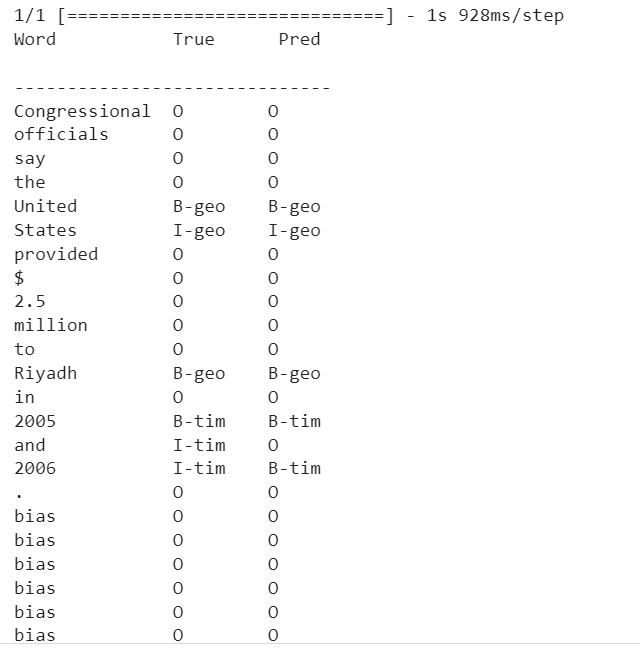 1/1 [==============================] - 1s 928ms/step
Word True Pred
------------------------------
Congressional O O
officials O O
say O O
the O O
United B-geo B-geo
States I-geo I-geo
provided O O
$ O O
2.5 O O
million O O
to O O
Riyadh B-geo B-geo
in O O
2005 B-tim B-tim
and I-tim O
2006 I-tim B-tim
. O O
bias O O
bias O O
bias O O
bias O O
bias O O
bias O O